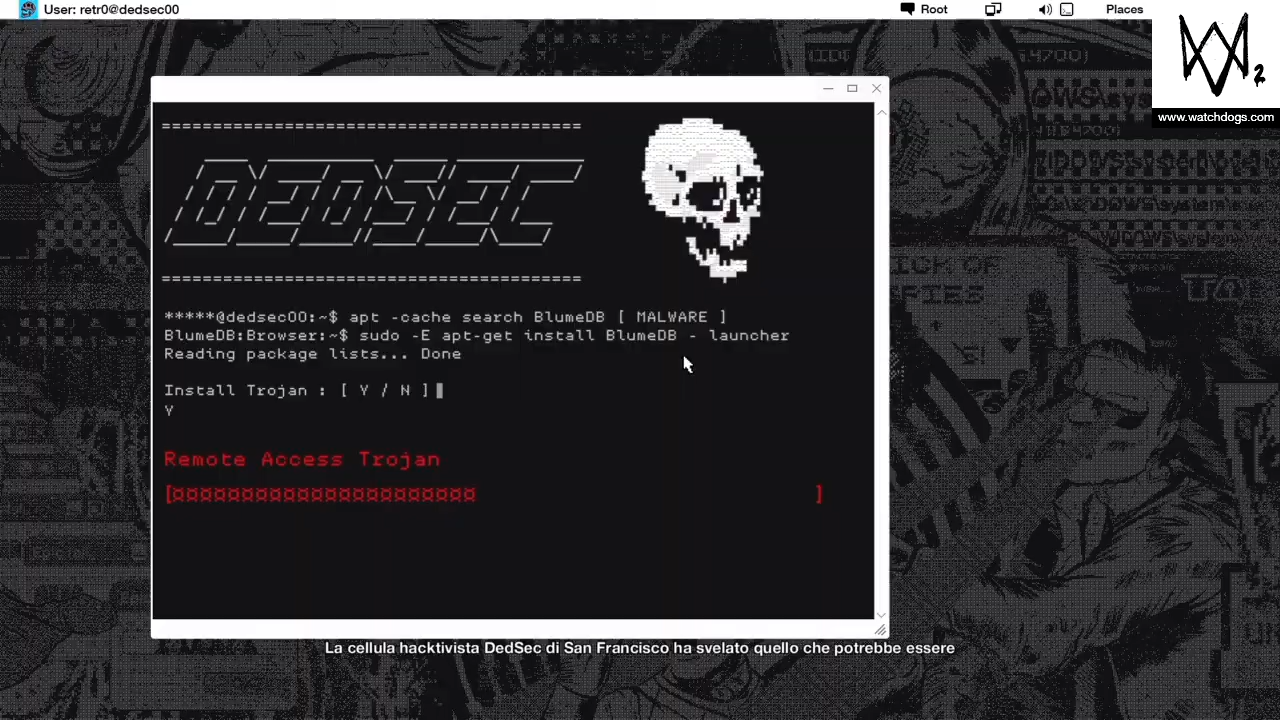 User: retr0@dedsec00
Root
Places
2
www.watchdogs.com
=========================================
DEDSEC
=========================================
*****@dedsec00:~$ apt -cache search BlumeDB [ MALWARE ]
BlumeDB:Browser:~$ sudo -E apt-get install BlumeDB - launcher
Reading package lists... Done
Install Trojan : [ Y / N ]
Y
Remote Access Trojan
[¤¤¤¤¤¤¤¤¤¤¤¤¤¤¤¤¤¤¤¤¤¤ ]
La cellula hacktivista DedSec di San Francisco ha svelato quello che potrebbe essere